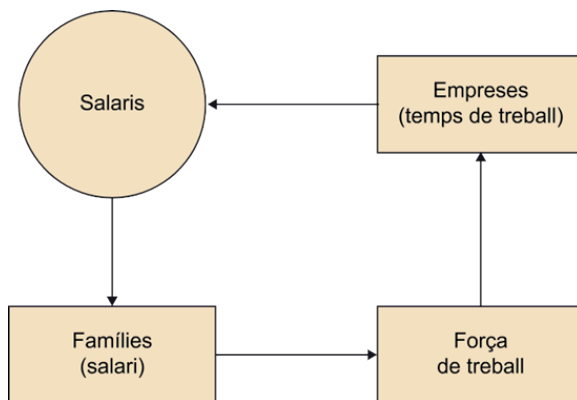 Salaris
Empreses
(temps de treball)
Famílies
(salari)
Força
de treball